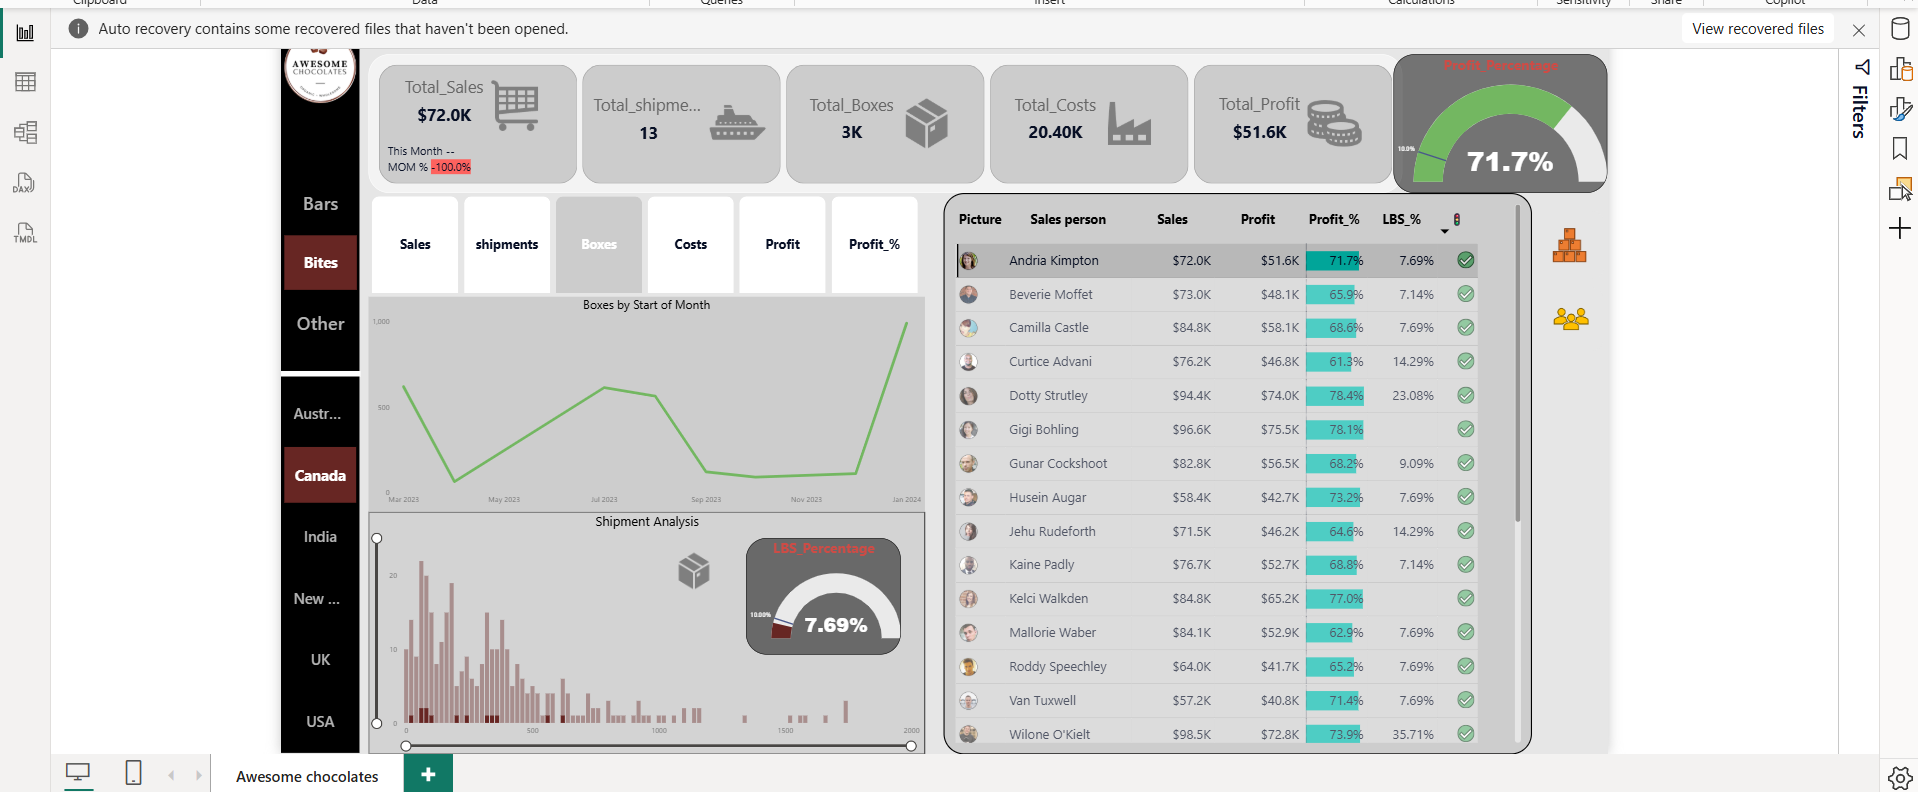 Clipboard
Data
Queries
Insert
Calculations
Sensitivity
Share
Copilot
Auto recovery contains some recovered files that haven't been opened.
View recovered files
AWESOME
CHOCOLATES
Total_Sales
$72.0K
This Month --
MOM % -100.0%
Total_shipme...
13
Total_Boxes
3K
Total_Costs
20.40K
Total_Profit
$51.6K
Profit_Percentage
10.0%
71.7%
Filters
DAX
TMDL
Bars
Bites
Other
Austr...
Canada
India
New ...
UK
USA
Sales
shipments
Boxes
Costs
Profit
Profit_%
Boxes by Start of Month
1,000
500
0
Mar 2023
May 2023
Jul 2023
Sep 2023
Nov 2023
Jan 2024
Shipment Analysis
20
10
0
0
500
1000
1500
2000
LBS_Percentage
10.00%
7.69%
Picture Sales person Sales Profit Profit_% LBS_%
Andria Kimpton $72.0K $51.6K 71.7% 7.69%
Beverie Moffet $73.0K $48.1K 65.9% 7.14%
Camilla Castle $84.8K $58.1K 68.6% 7.69%
Curtice Advani $76.2K $46.8K 61.3% 14.29%
Dotty Strutley $94.4K $74.0K 78.4% 23.08%
Gigi Bohling $96.6K $75.5K 78.1%
Gunar Cockshoot $82.8K $56.5K 68.2% 9.09%
Husein Augar $58.4K $42.7K 73.2% 7.69%
Jehu Rudeforth $71.5K $46.2K 64.6% 14.29%
Kaine Padly $76.7K $52.7K 68.8% 7.14%
Kelci Walkden $84.8K $65.2K 77.0%
Mallorie Waber $84.1K $52.9K 62.9% 7.69%
Roddy Speechley $64.0K $41.7K 65.2% 7.69%
Van Tuxwell $57.2K $40.8K 71.4% 7.69%
Wilone O'Kielt $98.5K $72.8K 73.9% 35.71%
Awesome chocolates